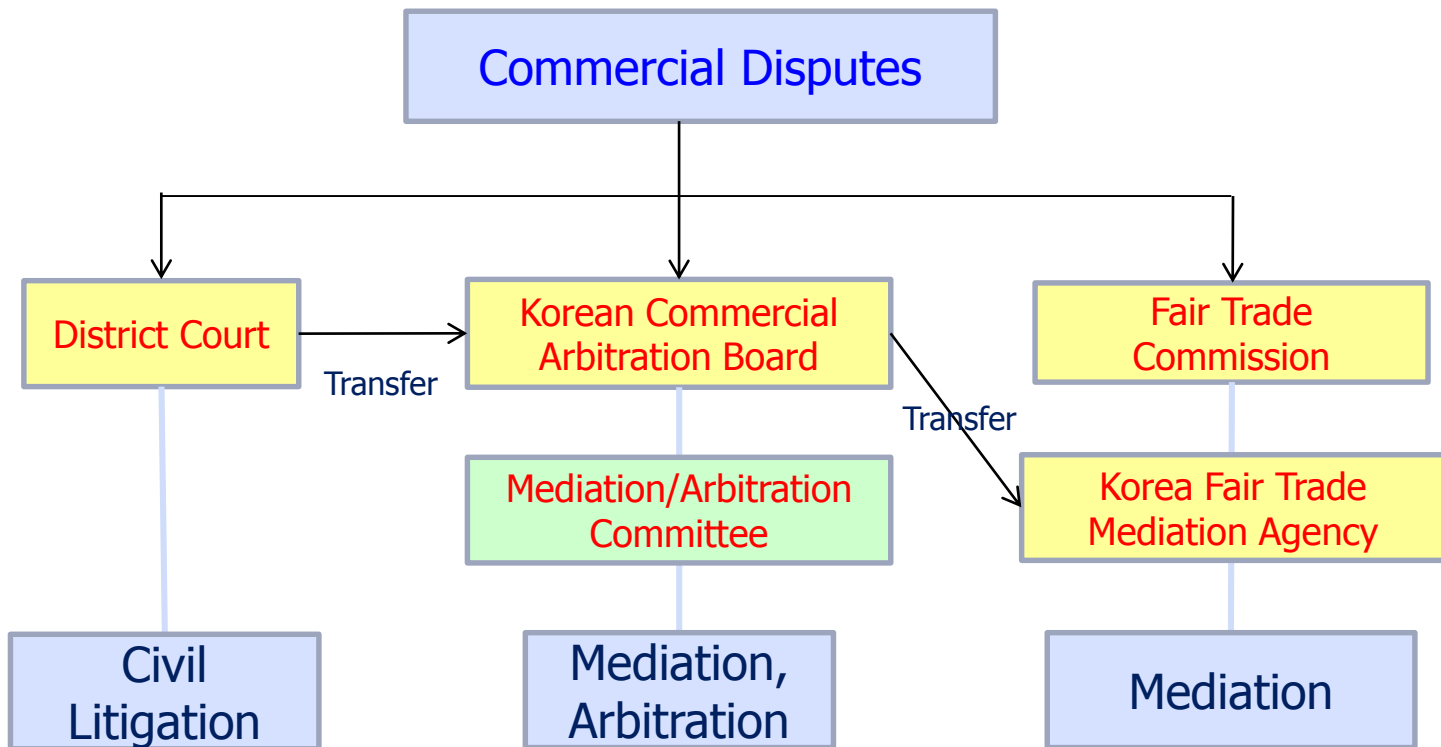 Commercial Disputes
District Court
Transfer
Korean Commercial
Arbitration Board
Transfer
Fair Trade
Commission
Mediation/Arbitration
Committee
Korea Fair Trade
Mediation Agency
Civil
Litigation
Mediation,
Arbitration
Mediation